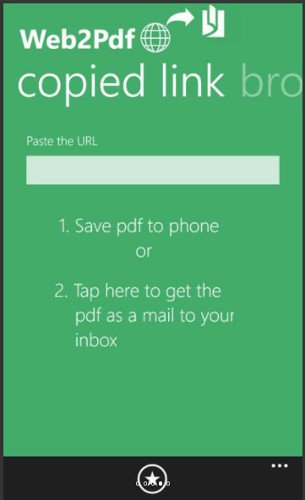 Web2Pdf
copied link bro
Paste the URL
1. Save pdf to phone
or
2. Tap here to get the
pdf as a mail to your
inbox